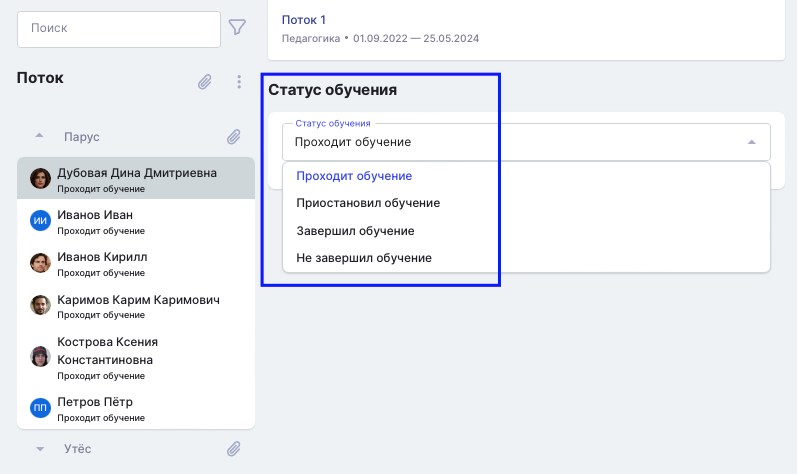 Поиск
Поток
Парус
Дубовая Дина Дмитриевна
Проходит обучение
Иванов Иван
Проходит обучение
ИИ
Иванов Кирилл
Проходит обучение
Каримов Карим Каримович
Проходит обучение
Кострова Ксения
Константиновна
Проходит обучение
Петров Пётр
Проходит обучение
ПП
Утёс
Поток 1
Педагогика • 01.09.2022 — 25.05.2024
Статус обучения
Статус обучения
Проходит обучение
Проходит обучение
Приостановил обучение
Завершил обучение
Не завершил обучение